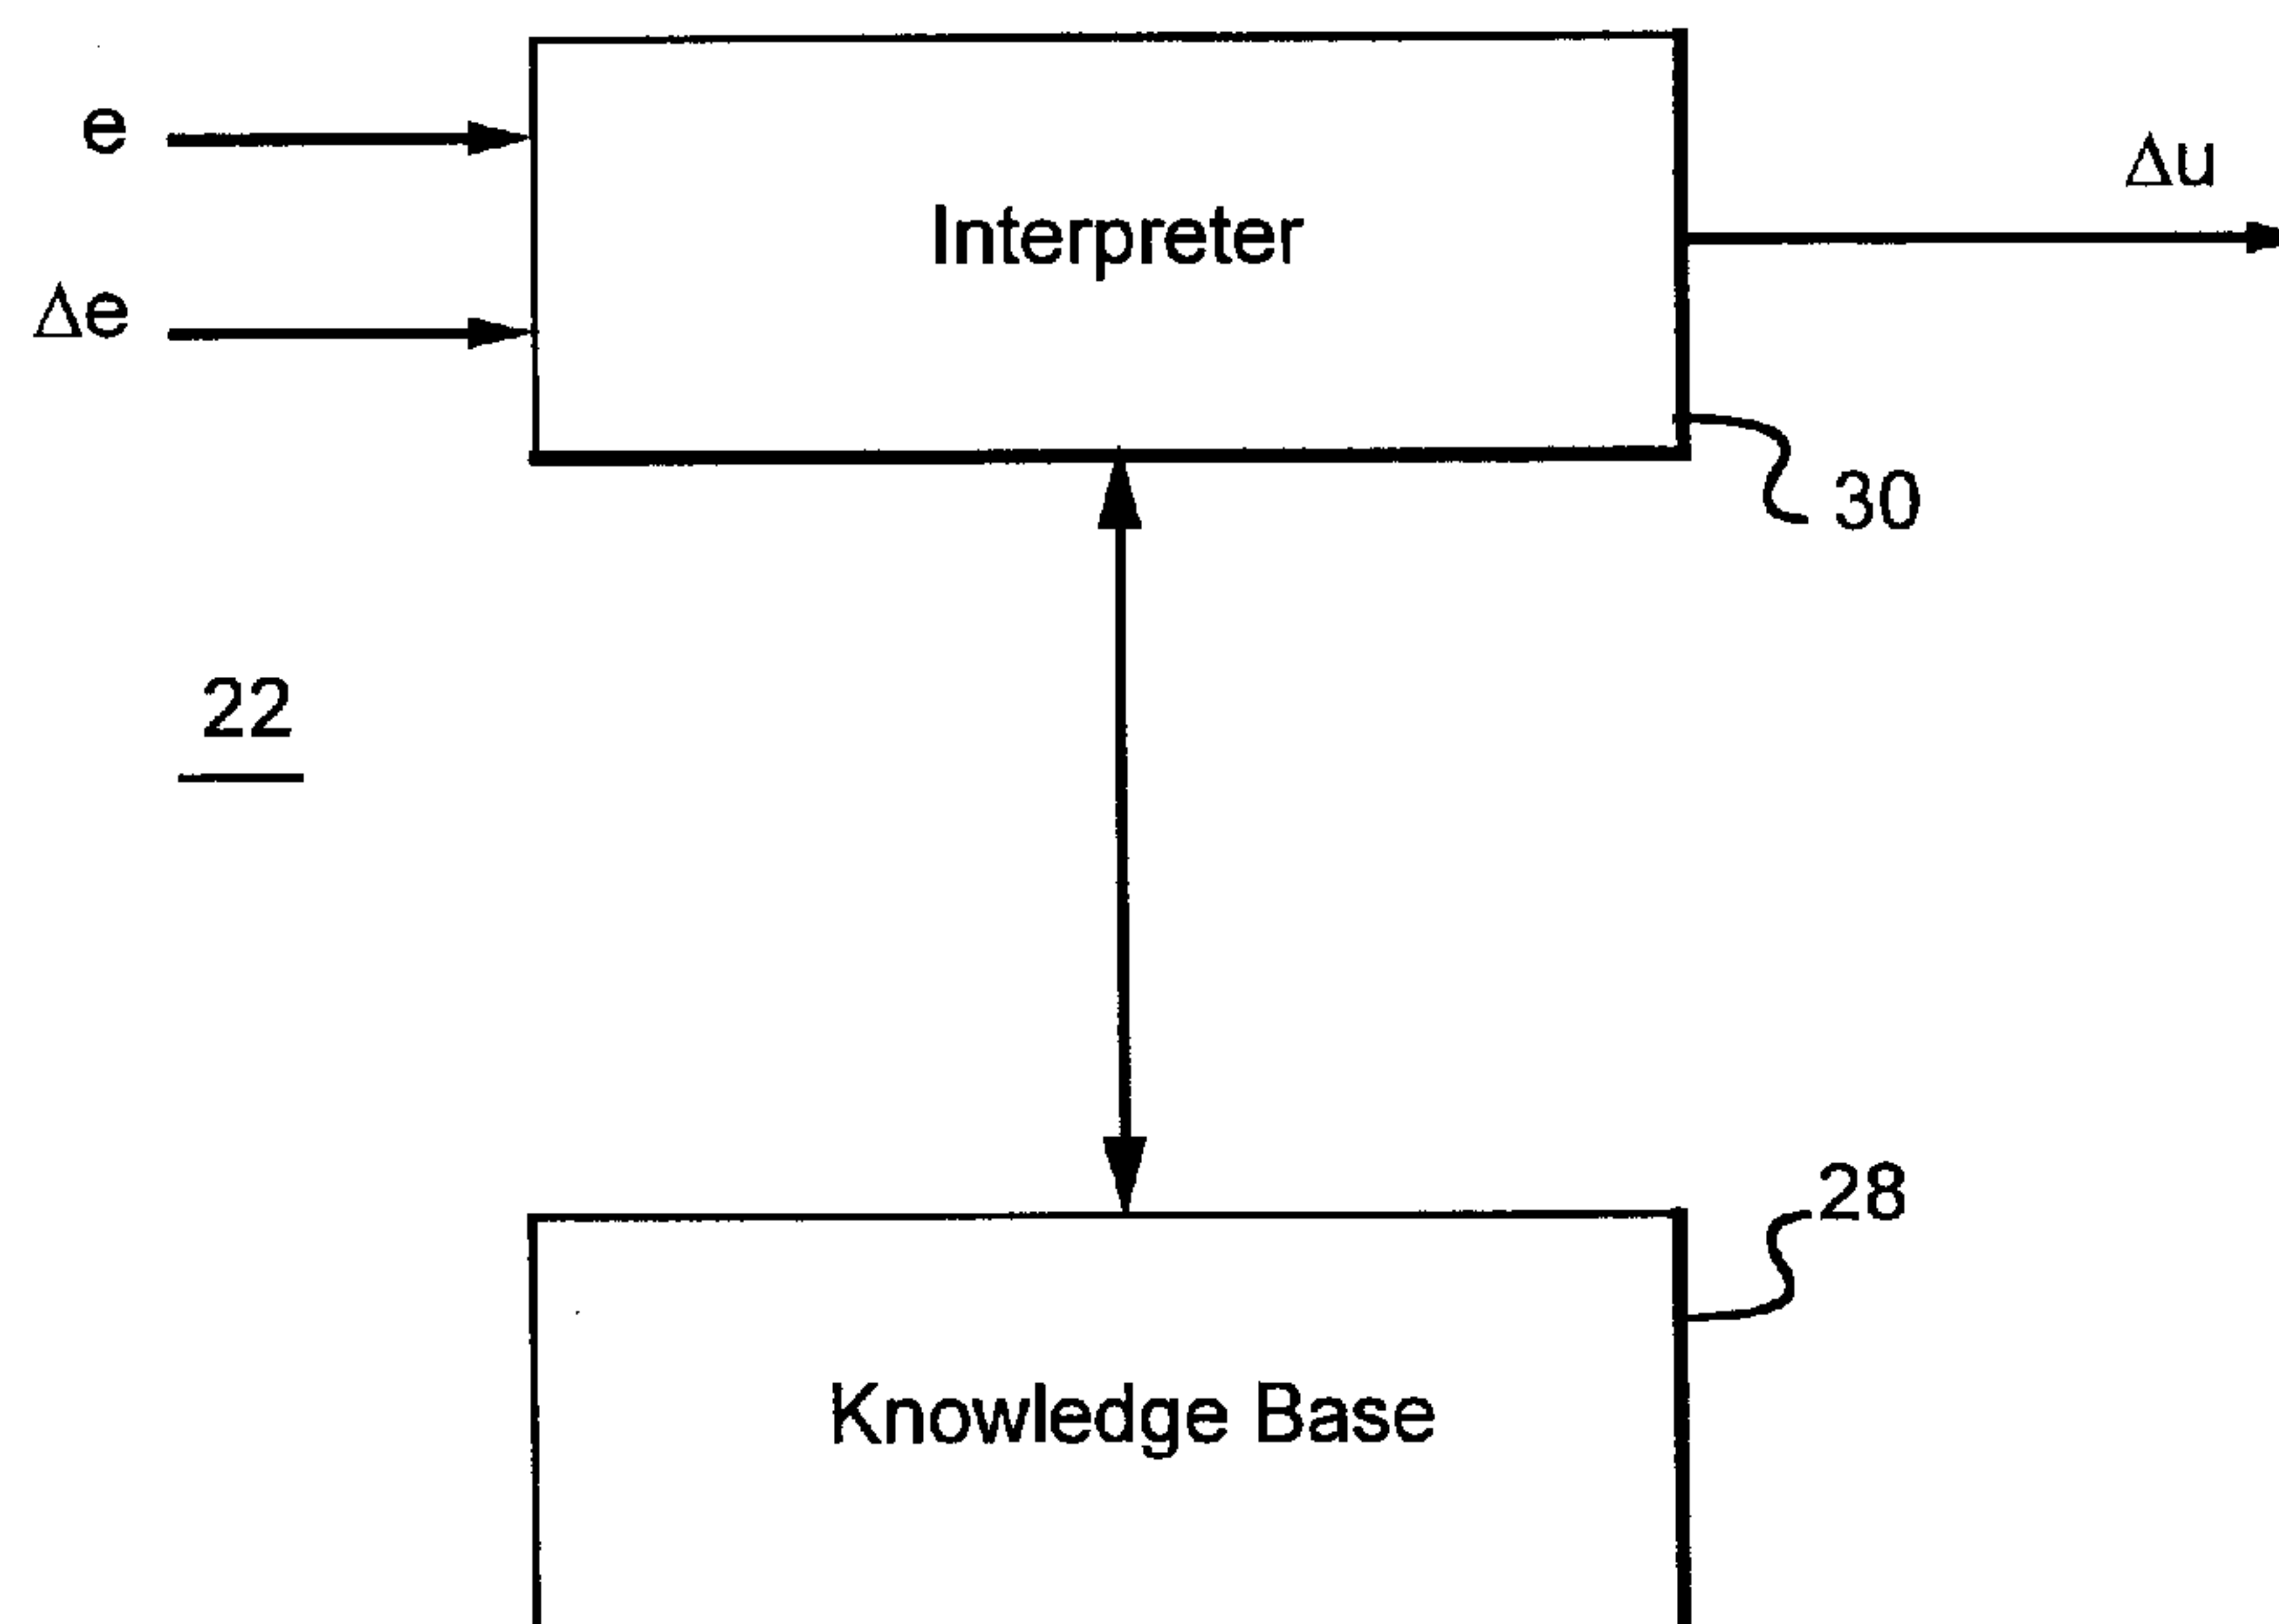 e
Δu
Interpreter
Δe
30
22
28
Knowledge Base